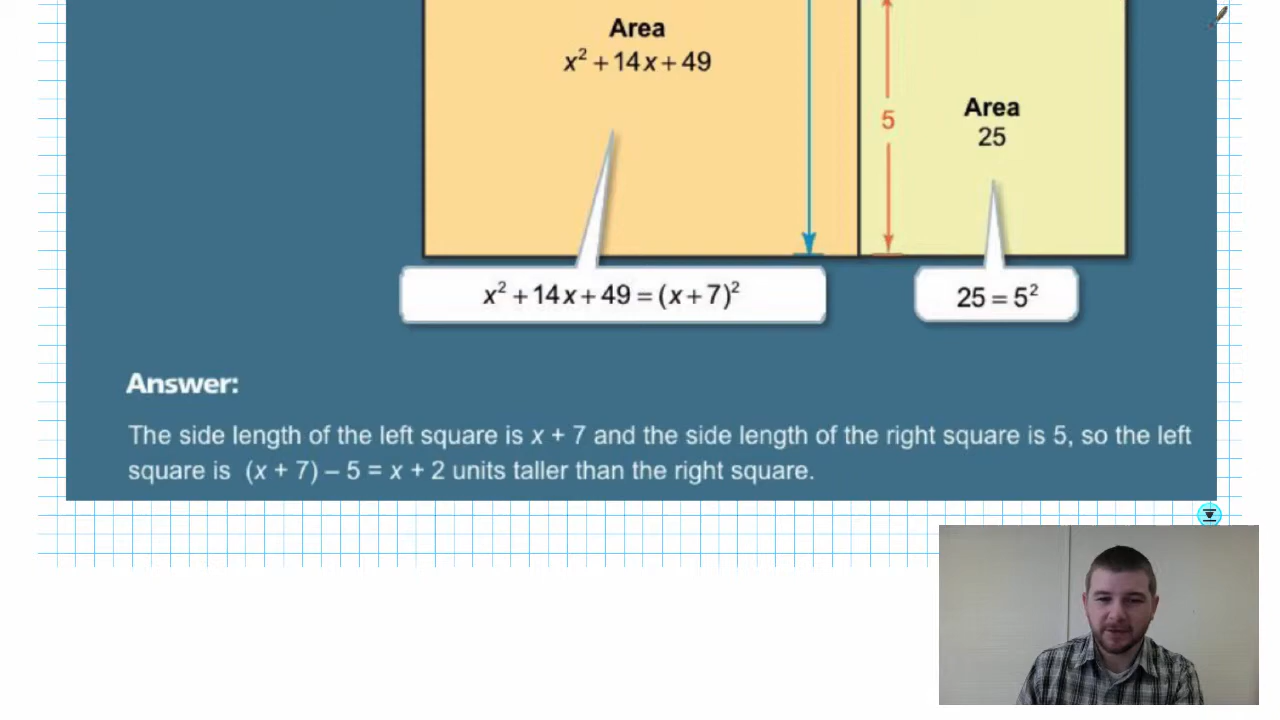 Area
x² + 14x + 49
5
Area
25
x² + 14x + 49 = (x + 7)²
25 = 5²
Answer:
The side length of the left square is x + 7 and the side length of the right square is 5, so the left
square is (x + 7) – 5 = x + 2 units taller than the right square.